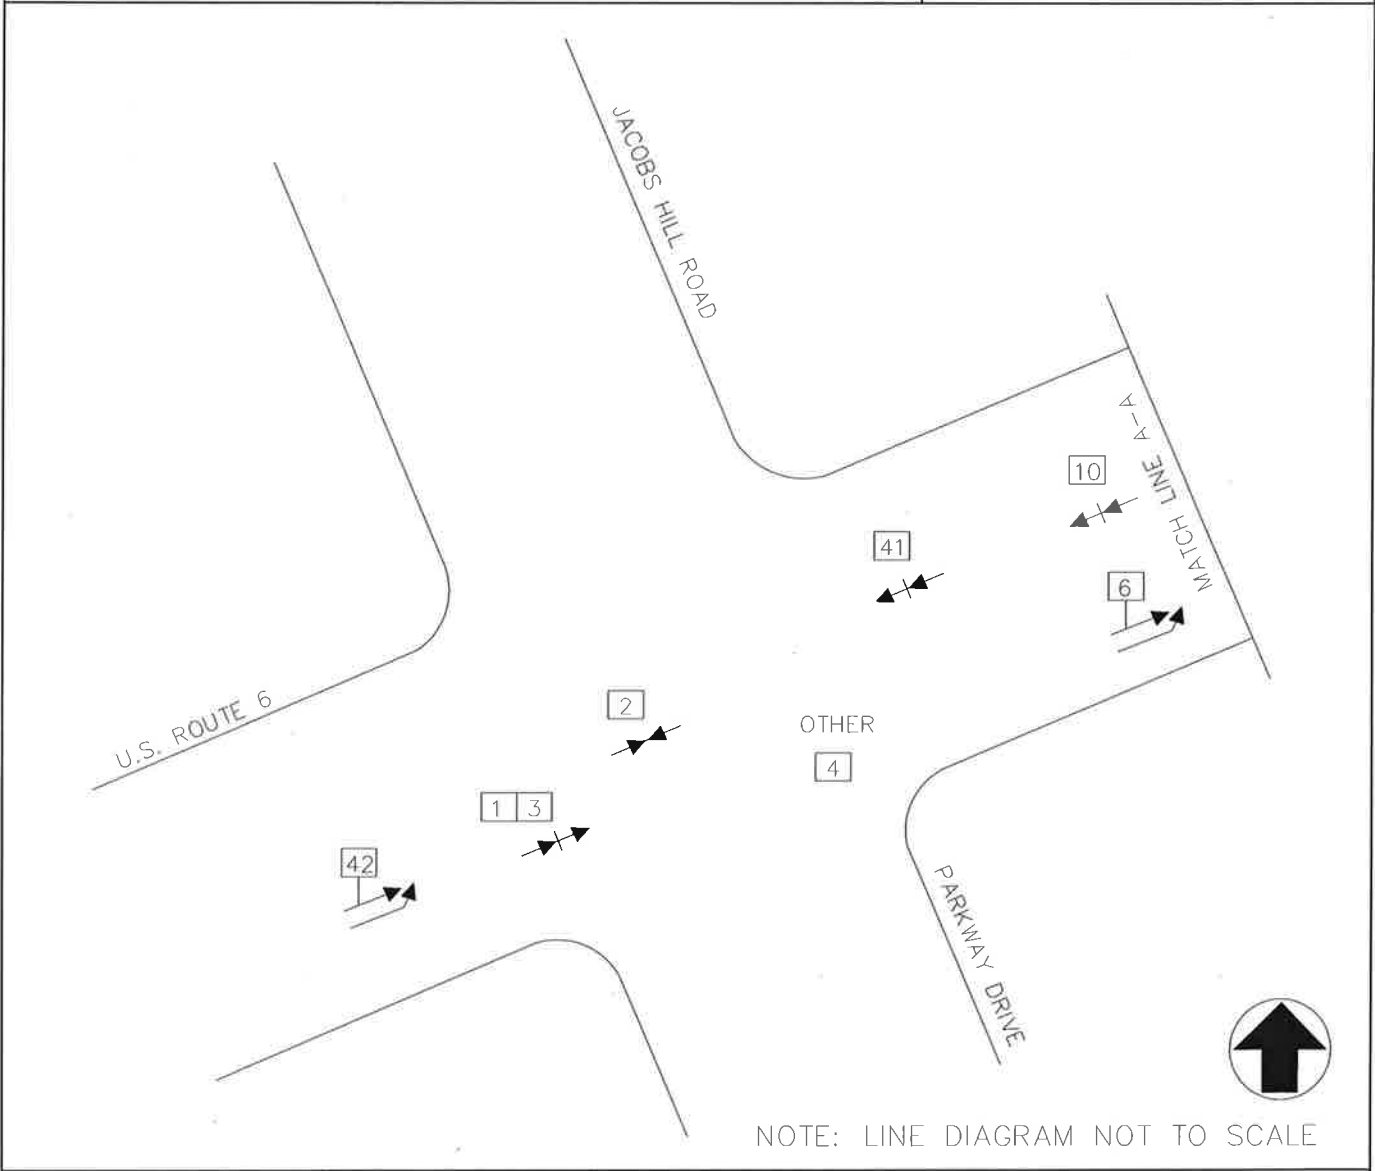 JACOBS HILL ROAD
MATCH LINE A-A
10
41
6
U.S. ROUTE 6
2
OTHER
4
1 3
42
PARKWAY DRIVE
NOTE: LINE DIAGRAM NOT TO SCALE